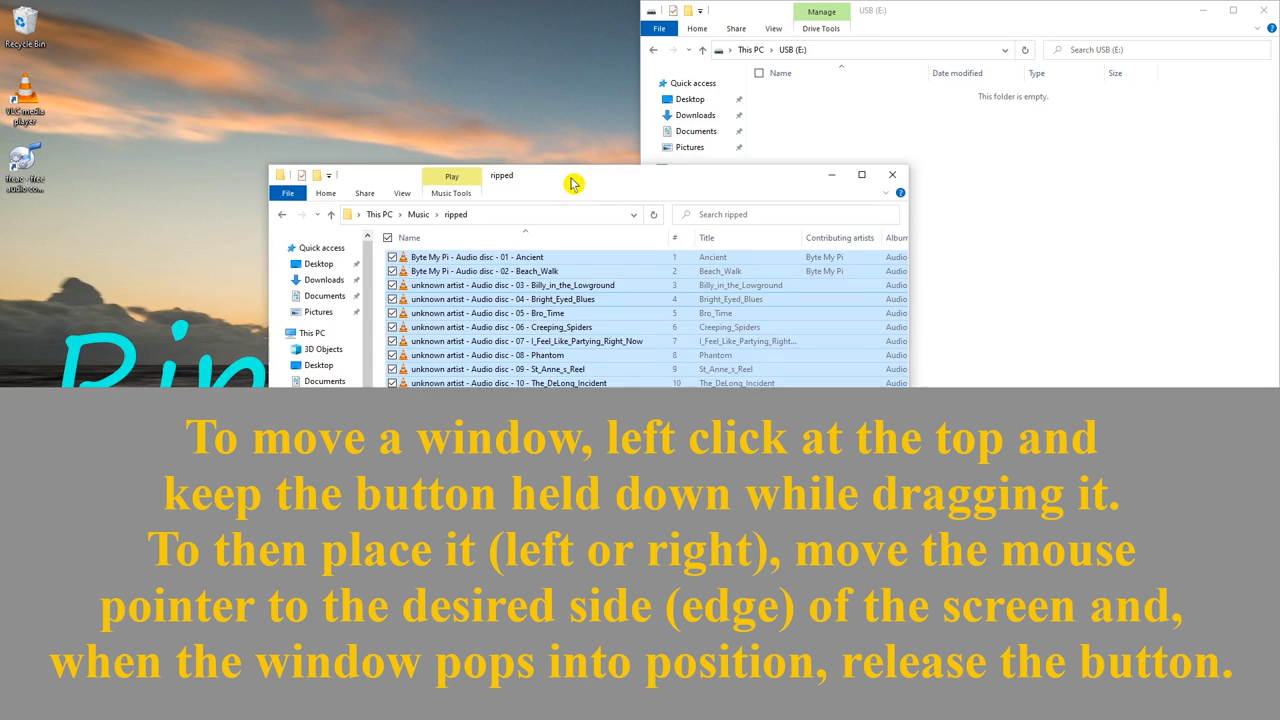 Recycle Bin
VLC media
player
fre:ac - free
audio co...
Manage
USB (E:)
File
Home
Share
View
Drive Tools
This PC
USB (E:)
Search USB (E:)
Quick access
Desktop
Downloads
Documents
Pictures
Name
Date modified
Type
Size
This folder is empty.
Play
ripped
File
Home
Share
View
Music Tools
This PC
Music
ripped
Search ripped
Quick access
Desktop
Downloads
Documents
Pictures
This PC
3D Objects
Desktop
Documents
Name # Title Contributing artists Album
Byte My Pi - Audio disc - 01 - Ancient 1 Ancient Byte My Pi Audio
Byte My Pi - Audio disc - 02 - Beach_Walk 2 Beach_Walk Byte My Pi Audio
unknown artist - Audio disc - 03 - Billy_in_the_Lowground 3 Billy_in_the_Lowground Audio
unknown artist - Audio disc - 04 - Bright_Eyed_Blues 4 Bright_Eyed_Blues Audio
unknown artist - Audio disc - 05 - Bro_Time 5 Bro_Time Audio
unknown artist - Audio disc - 06 - Creeping_Spiders 6 Creeping_Spiders Audio
unknown artist - Audio disc - 07 - I_Feel_Like_Partying_Right_Now 7 I_Feel_Like_Partying_Right... Audio
unknown artist - Audio disc - 08 - Phantom 8 Phantom Audio
unknown artist - Audio disc - 09 - St_Anne_s_Reel 9 St_Anne_s_Reel Audio
unknown artist - Audio disc - 10 - The_DeLong_Incident 10 The_DeLong_Incident Audio
To move a window, left click at the top and
keep the button held down while dragging it.
To then place it (left or right), move the mouse
pointer to the desired side (edge) of the screen and,
when the window pops into position, release the button.